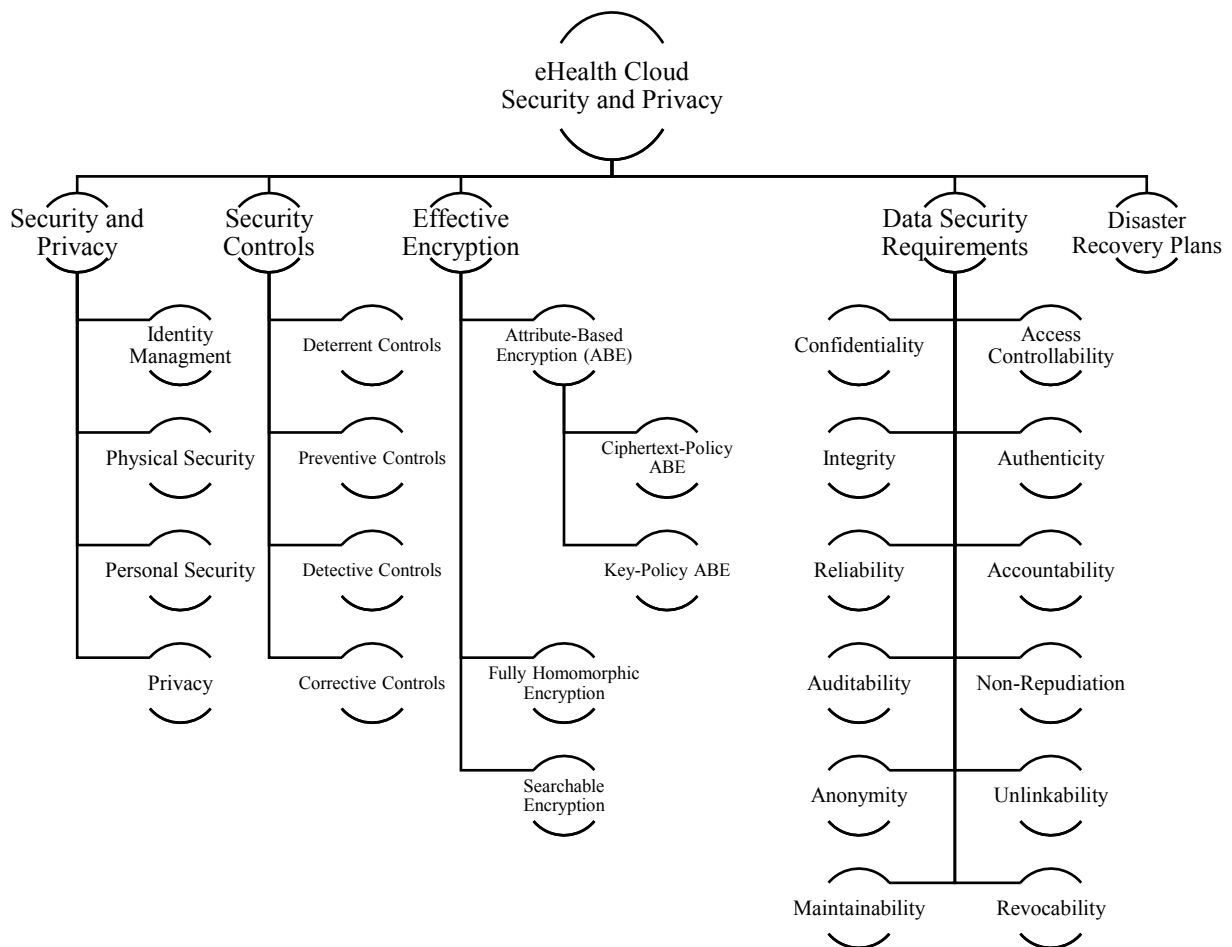 eHealth Cloud
Security and Privacy
Security and
Privacy
Security
Controls
Effective
Encryption
Data Security
Requirements
Disaster
Recovery Plans
Identity
Managment
Physical Security
Personal Security
Privacy
Deterrent Controls
Preventive Controls
Detective Controls
Corrective Controls
Attribute-Based
Encryption (ABE)
Ciphertext-Policy
ABE
Key-Policy ABE
Fully Homomorphic
Encryption
Searchable
Encryption
Confidentiality
Access
Controllability
Integrity
Authenticity
Reliability
Accountability
Auditability
Non-Repudiation
Anonymity
Unlinkability
Maintainability
Revocability